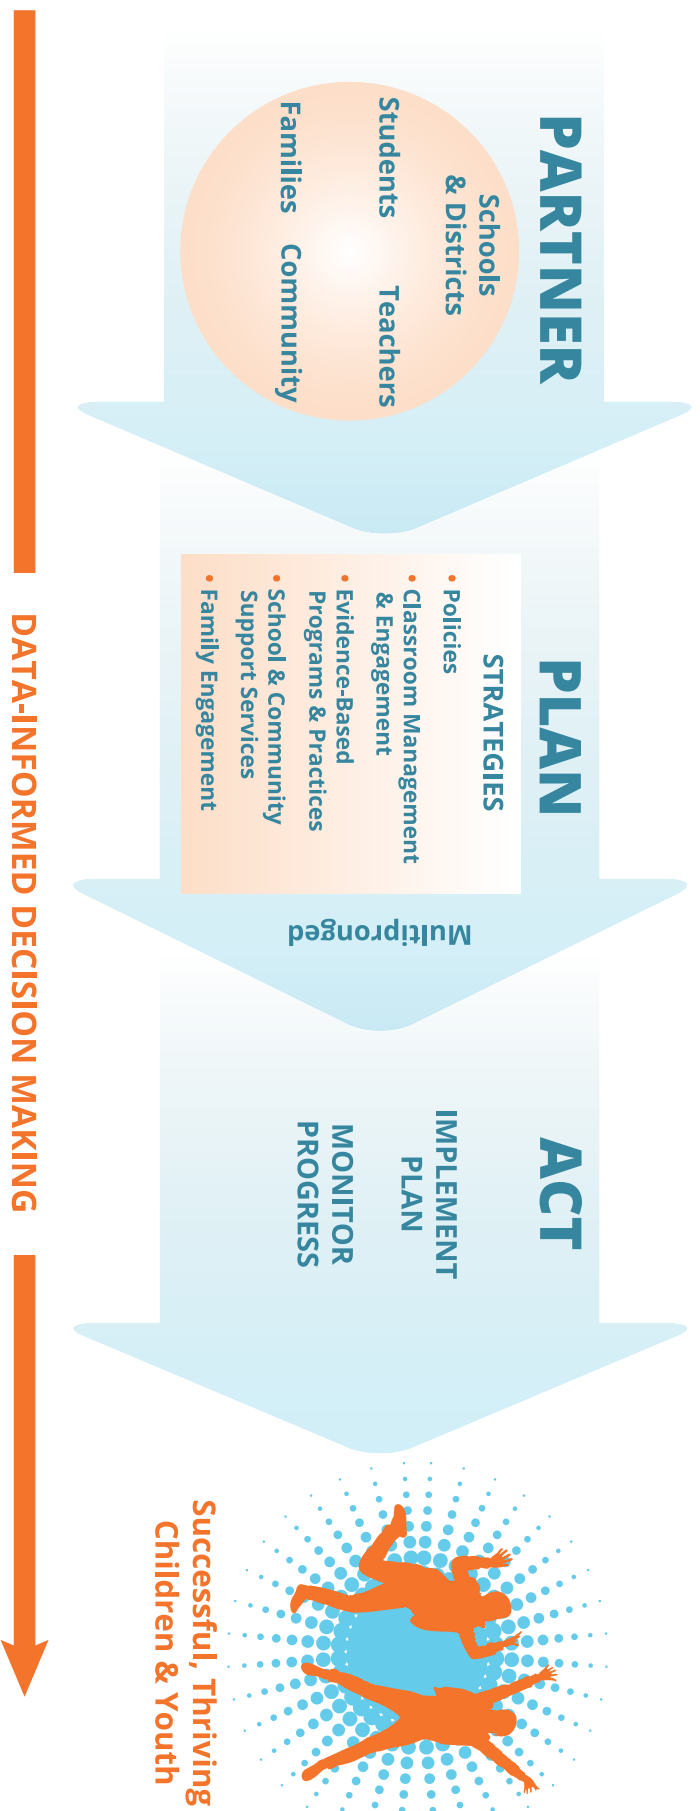 PARTNER
Schools
& Districts
Students Teachers
Families Community
PLAN
STRATEGIES
• Policies
• Classroom Management
& Engagement
• Evidence-Based
Programs & Practices
• School & Community
Support Services
• Family Engagement
Multipronged
ACT
IMPLEMENT
PLAN
MONITOR
PROGRESS
Successful, Thriving
Children & Youth
DATA-INFORMED DECISION MAKING